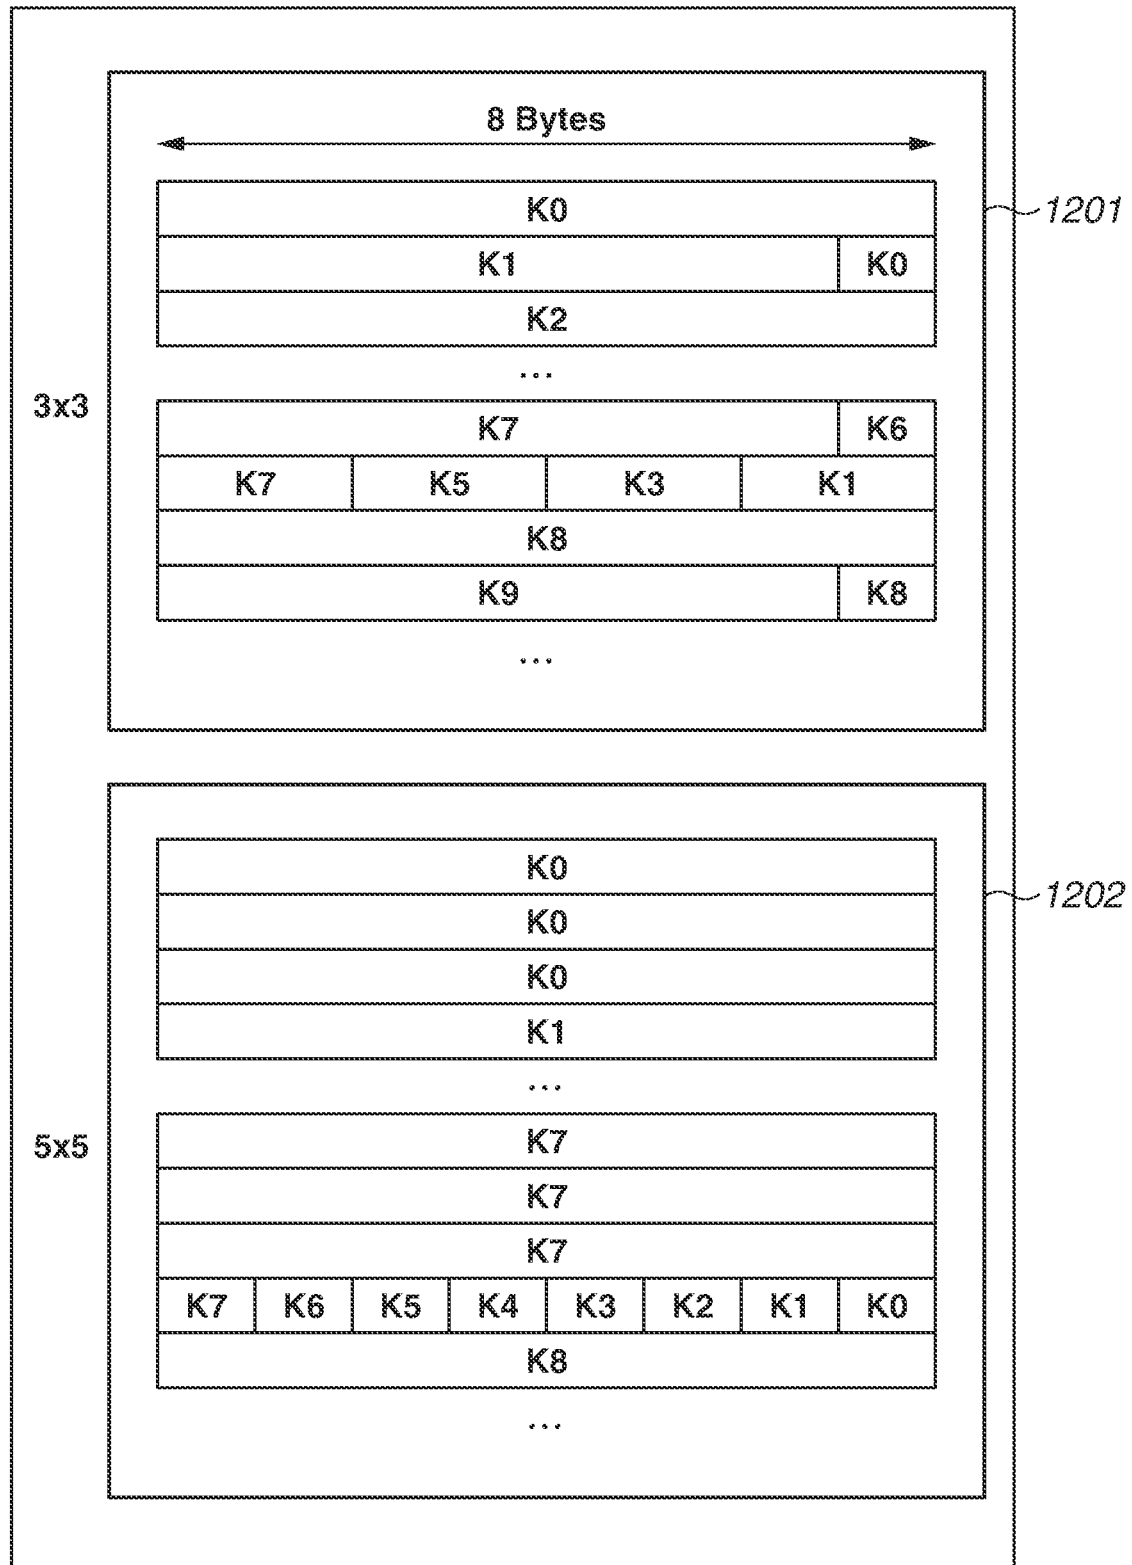 8 Bytes
K0
1201
K1 K0
K2
...
3x3
K7 K6
K7 K5 K3 K1
K8
K9 K8
...
K0
1202
K0
K0
K1
...
5x5
K7
K7
K7
K7 K6 K5 K4 K3 K2 K1 K0
K8
...